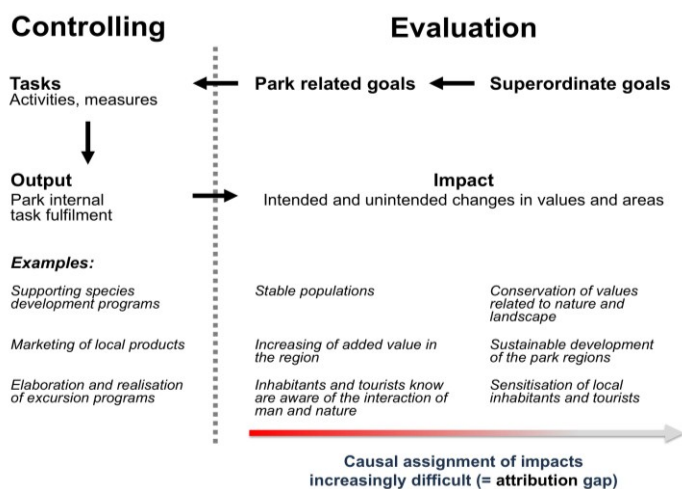 Controlling
Evaluation
Tasks
Activities, measures
Park related goals
Superordinate goals
Output
Park internal
task fulfilment
Impact
Intended and unintended changes in values and areas
Examples:
Supporting species
development programs
Stable populations
Conservation of values
related to nature and
landscape
Marketing of local products
Increasing of added value in
the region
Sustainable development
of the park regions
Elaboration and realisation
of excursion programs
Inhabitants and tourists know
are aware of the interaction of
man and nature
Sensitisation of local
inhabitants and tourists
Causal assignment of impacts
increasingly difficult (= attribution gap)